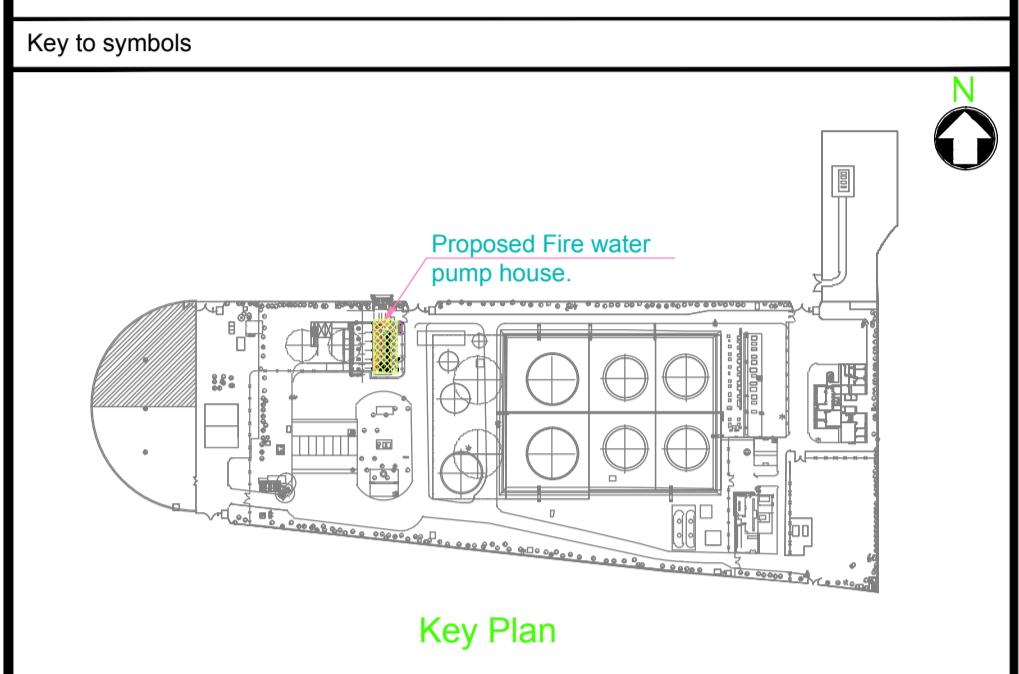 Key to symbols
N
Proposed Fire water
pump house.
Key Plan